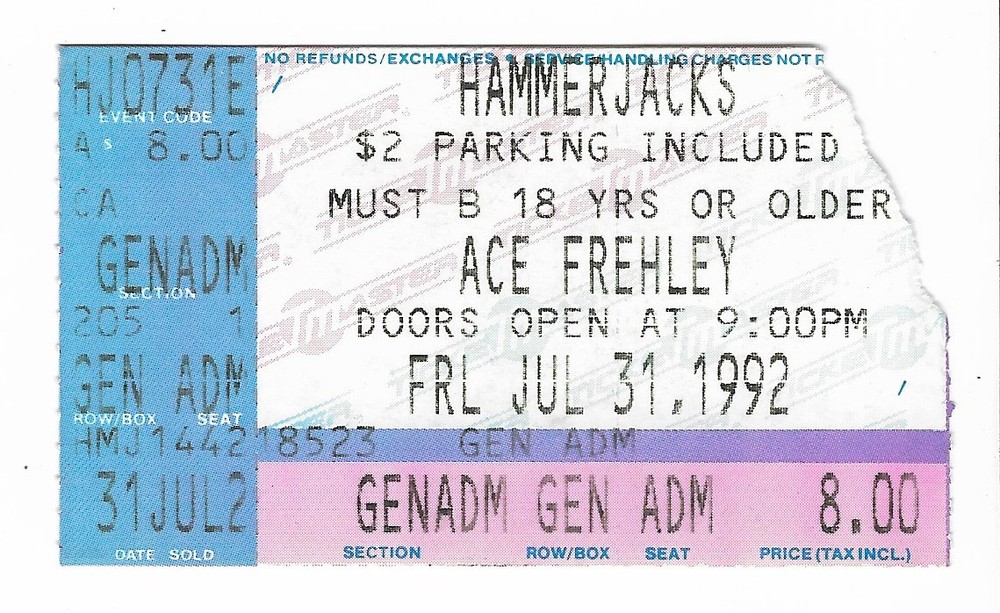 HJ0731E
EVENT CODE
A $ 8.00
CA
GENADM
SECTION
205 1
GEN ADM
ROW/BOX SEAT
HMJ1442
31JUL2
DATE SOLD
NO REFUNDS/EXCHANGES • SERVICE/HANDLING CHARGES NOT R
HAMMERJACKS
$2 PARKING INCLUDED
MUST B 18 YRS OR OLDER
ACE FREHLEY
DOORS OPEN AT 9:00PM
FRI JUL 31,1992
18523 GEN ADM
GENADM GEN ADM 8.00
SECTION ROW/BOX SEAT PRICE (TAX INCL.)